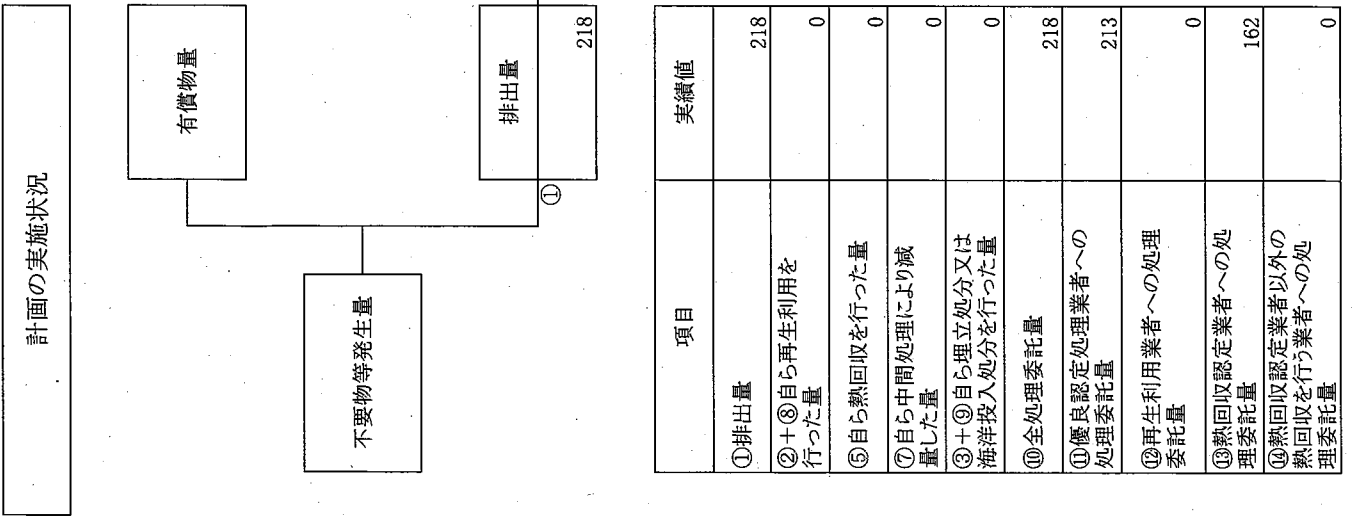 計画の実施状況
有償物量
不要物等発生量
①
排出量
218
項目
実績値
①排出量
218
②+⑧自ら再生利用を
行った量
0
⑤自ら熱回収を行った量
0
⑦自ら中間処理により減
量した量
0
③+⑨自ら埋立処分又は
海洋投入処分を行った量
0
⑩全処理委託量
218
⑪優良認定処理業者への
処理委託量
213
⑫再生利用業者への処理
委託量
0
⑬熱回収認定業者への処
理委託量
162
⑭熱回収認定業者以外の
熱回収を行う業者への処
理委託量
0